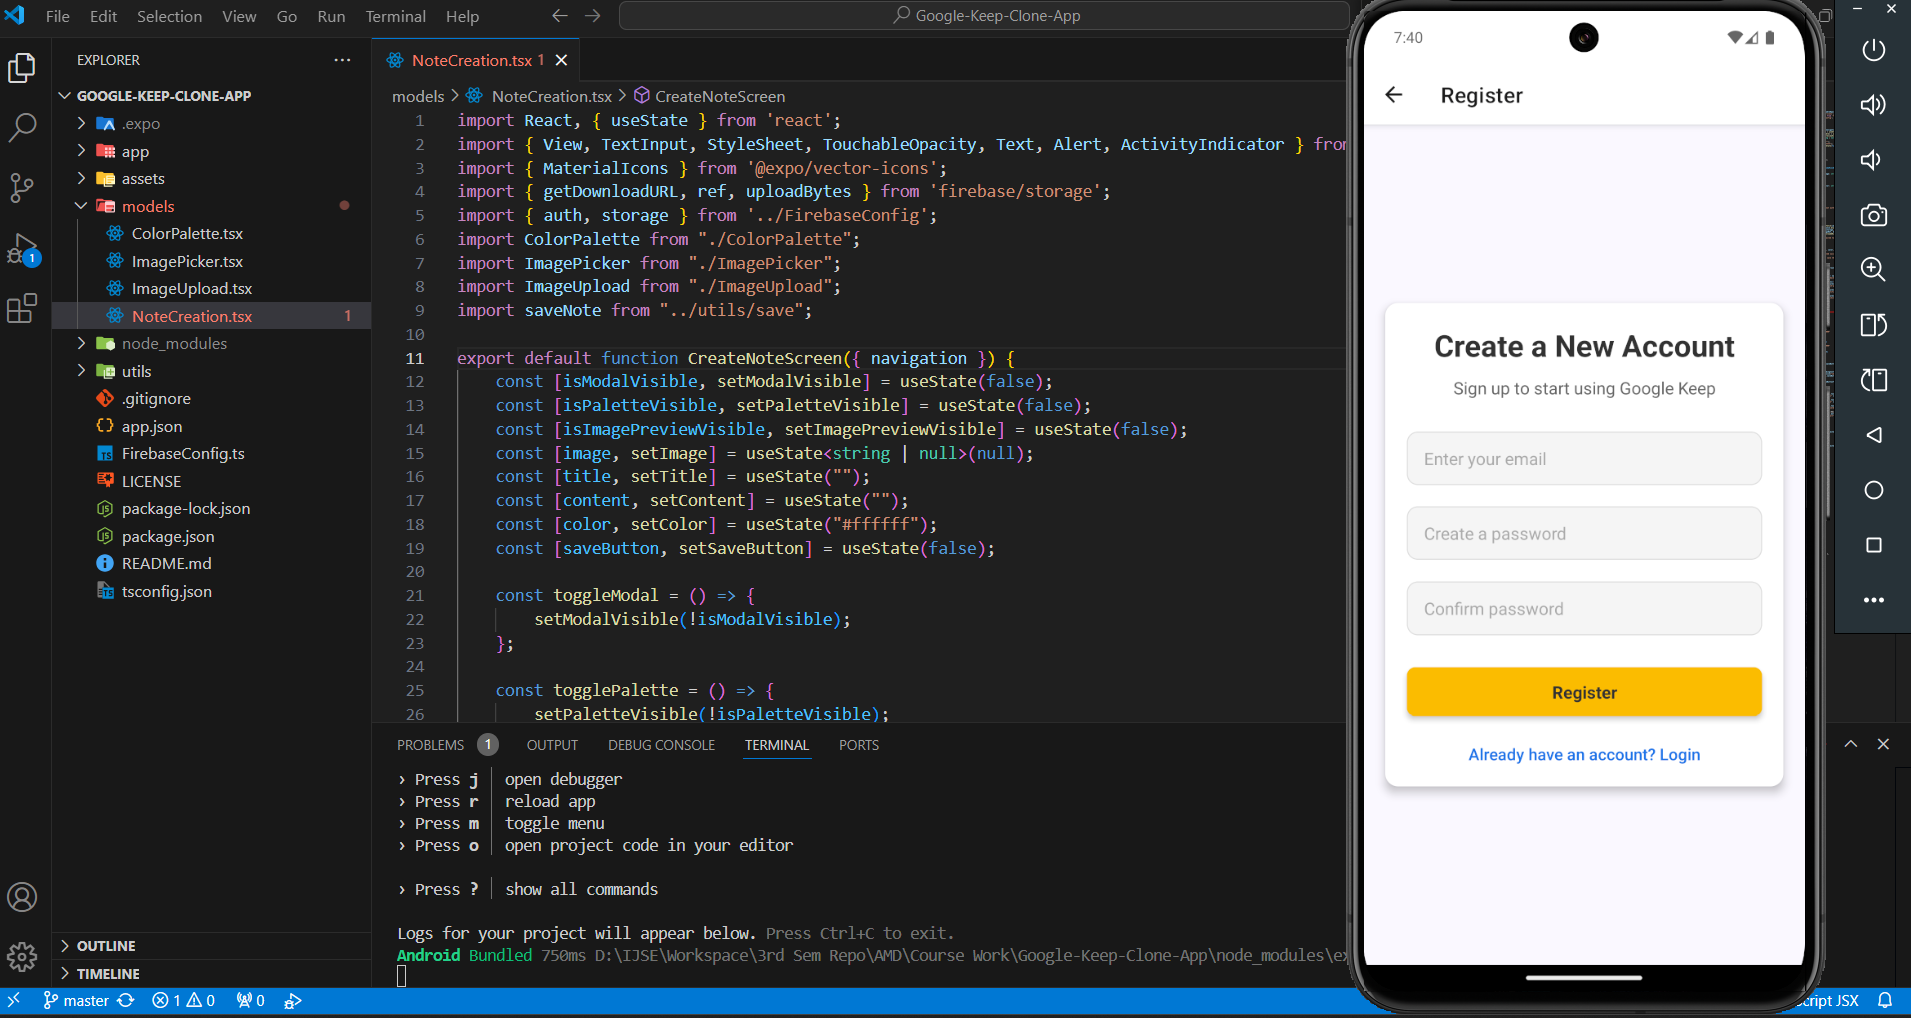 File Edit Selection View Go Run Terminal Help
Google-Keep-Clone-App
EXPLORER
GOOGLE-KEEP-CLONE-APP
.expo
app
assets
models
ColorPalette.tsx
ImagePicker.tsx
ImageUpload.tsx
NoteCreation.tsx 1
node_modules
utils
.gitignore
app.json
FirebaseConfig.ts
LICENSE
package-lock.json
package.json
README.md
tsconfig.json
OUTLINE
TIMELINE
1
NoteCreation.tsx 1
models > NoteCreation.tsx > CreateNoteScreen
1 import React, { useState } from 'react';
2 import { View, TextInput, StyleSheet, TouchableOpacity, Text, Alert, ActivityIndicator } from
3 import { MaterialIcons } from '@expo/vector-icons';
4 import { getDownloadURL, ref, uploadBytes } from 'firebase/storage';
5 import { auth, storage } from '../FirebaseConfig';
6 import ColorPalette from "./ColorPalette";
7 import ImagePicker from "./ImagePicker";
8 import ImageUpload from "./ImageUpload";
9 import saveNote from "../utils/save";
10
11 export default function CreateNoteScreen({ navigation }) {
12 const [isModalVisible, setModalVisible] = useState(false);
13 const [isPaletteVisible, setPaletteVisible] = useState(false);
14 const [isImagePreviewVisible, setImagePreviewVisible] = useState(false);
15 const [image, setImage] = useState<string | null>(null);
16 const [title, setTitle] = useState("");
17 const [content, setContent] = useState("");
18 const [color, setColor] = useState("#ffffff");
19 const [saveButton, setSaveButton] = useState(false);
20
21 const toggleModal = () => {
22 setModalVisible(!isModalVisible);
23 };
24
25 const togglePalette = () => {
26 setPaletteVisible(!isPaletteVisible);
PROBLEMS 1 OUTPUT DEBUG CONSOLE TERMINAL PORTS
› Press j │ open debugger
› Press r │ reload app
› Press m │ toggle menu
› Press o │ open project code in your editor
› Press ? │ show all commands
Logs for your project will appear below. Press Ctrl+C to exit.
Android Bundled 750ms D:\IJSE\Workspace\3rd Sem Repo\AMD\Course Work\Google-Keep-Clone-App\node_modules\ex
master 1 0 0
cript JSX
7:40
Register
Create a New Account
Sign up to start using Google Keep
Enter your email
Create a password
Confirm password
Register
Already have an account? Login